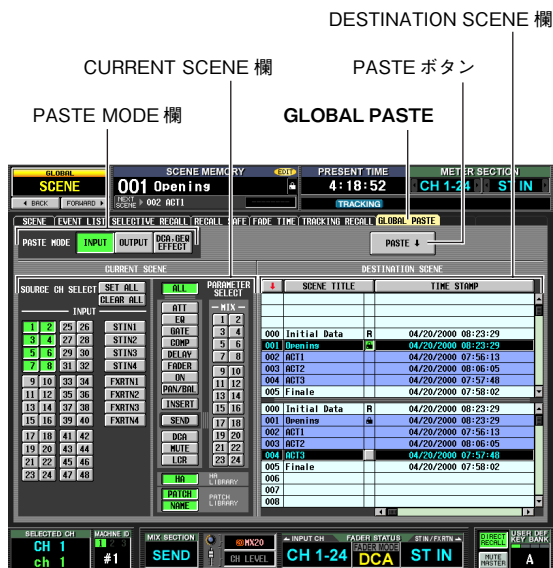 DESTINATION SCENE 欄
CURRENT SCENE 欄
PASTE ボタン
PASTE MODE 欄
GLOBAL PASTE
GLOBAL
SCENE
SCENE MEMORY
EDIT
001 Opening
PRESENT TIME
4:18:52
METER SECTION
CH 1-24
ST IN
BACK
FORWARD
NEXT SCENE
002 ACT1
TRACKING
SCENE
EVENT LIST
SELECTIVE RECALL
RECALL SAFE
FADE TIME
TRACKING RECALL
GLOBAL PASTE
PASTE MODE
INPUT
OUTPUT
DCA,GEQ EFFECT
PASTE
CURRENT SCENE
DESTINATION SCENE
SOURCE CH SELECT
SET ALL
CLEAR ALL
ALL
PARAMETER SELECT
SCENE TITLE
TIME STAMP
INPUT
1 2 25 26 STIN1
3 4 27 28 STIN2
5 6 29 30 STIN3
7 8 31 32 STIN4
9 10 33 34 FXRTN1
11 12 35 36 FXRTN2
13 14 37 38 FXRTN3
15 16 39 40 FXRTN4
17 18 41 42
19 20 43 44
21 22 45 46
23 24 47 48
ATT
EQ
GATE
COMP
DELAY
FADER
ON
PAN/BAL
INSERT
SEND
DCA
MUTE
LCR
HA
PATCH
NAME
MIX
1 2
3 4
5 6
7 8
9 10
11 12
13 14
15 16
17 18
19 20
21 22
23 24
HA LIBRARY
PATCH LIBRARY
000 Initial Data R 04/20/2000 08:23:29
001 Opening 04/20/2000 08:23:29
002 ACT1 04/20/2000 07:56:13
003 ACT2 04/20/2000 08:06:05
004 ACT3 04/20/2000 07:57:48
005 Finale 04/20/2000 07:58:02
000 Initial Data R 04/20/2000 08:23:29
001 Opening 04/20/2000 08:23:29
002 ACT1 04/20/2000 07:56:13
003 ACT2 04/20/2000 08:06:05
004 ACT3 04/20/2000 07:57:48
005 Finale 04/20/2000 07:58:02
006
007
008
SELECTED CH
CH 1
ch 1
MACHINE ID
1 2 3
#1
MIX SECTION
SEND
MX20
CH LEVEL
INPUT CH
FADER STATUS
ST IN/FXRTN
CH 1-24
FADER MODE
DCA
ST IN
DIRECT RECALL
MUTE MASTER
USER DEF KEY BANK
A